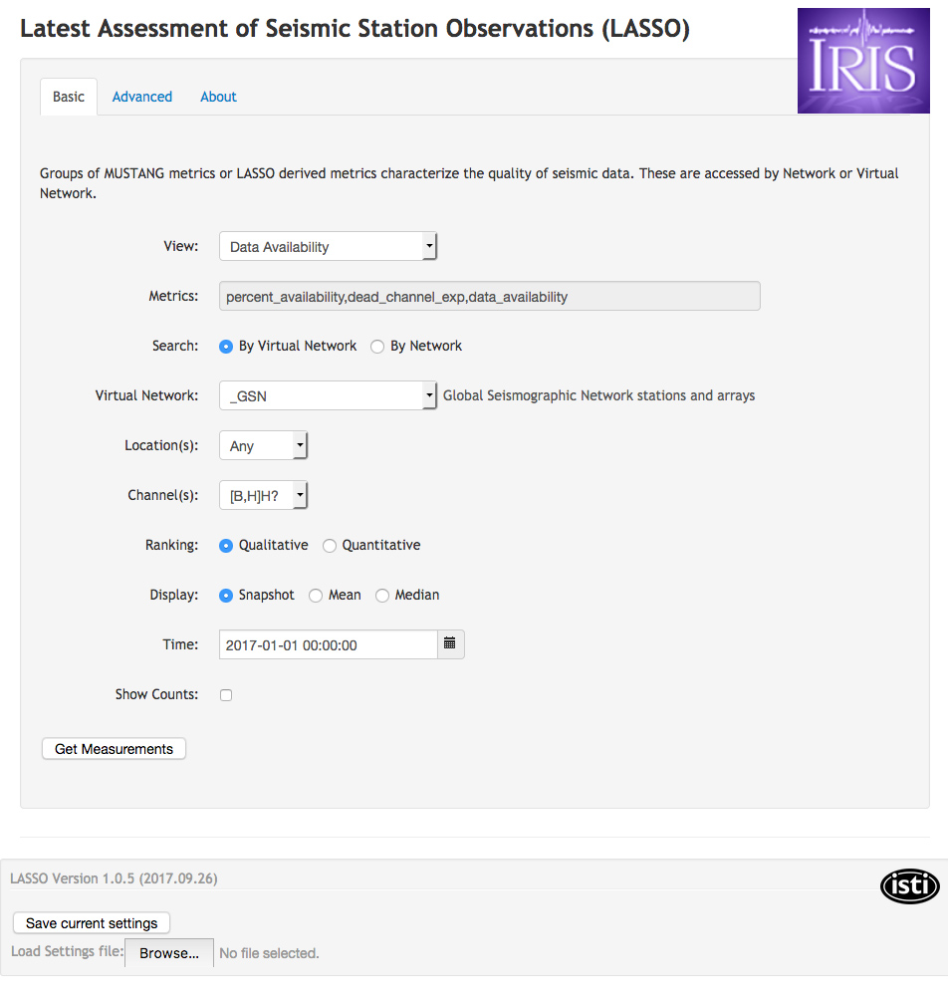 Latest Assessment of Seismic Station Observations (LASSO)
IRIS
Basic
Advanced
About
Groups of MUSTANG metrics or LASSO derived metrics characterize the quality of seismic data. These are accessed by Network or Virtual
Network.
View: Data Availability
Metrics: percent_availability,dead_channel_exp,data_availability
Search: By Virtual Network By Network
Virtual Network: _GSN Global Seismographic Network stations and arrays
Location(s): Any
Channel(s): [B,H]H?
Ranking: Qualitative Quantitative
Display: Snapshot Mean Median
Time: 2017-01-01 00:00:00
Show Counts:
Get Measurements
LASSO Version 1.0.5 (2017.09.26)
isti
Save current settings
Load Settings file: Browse... No file selected.